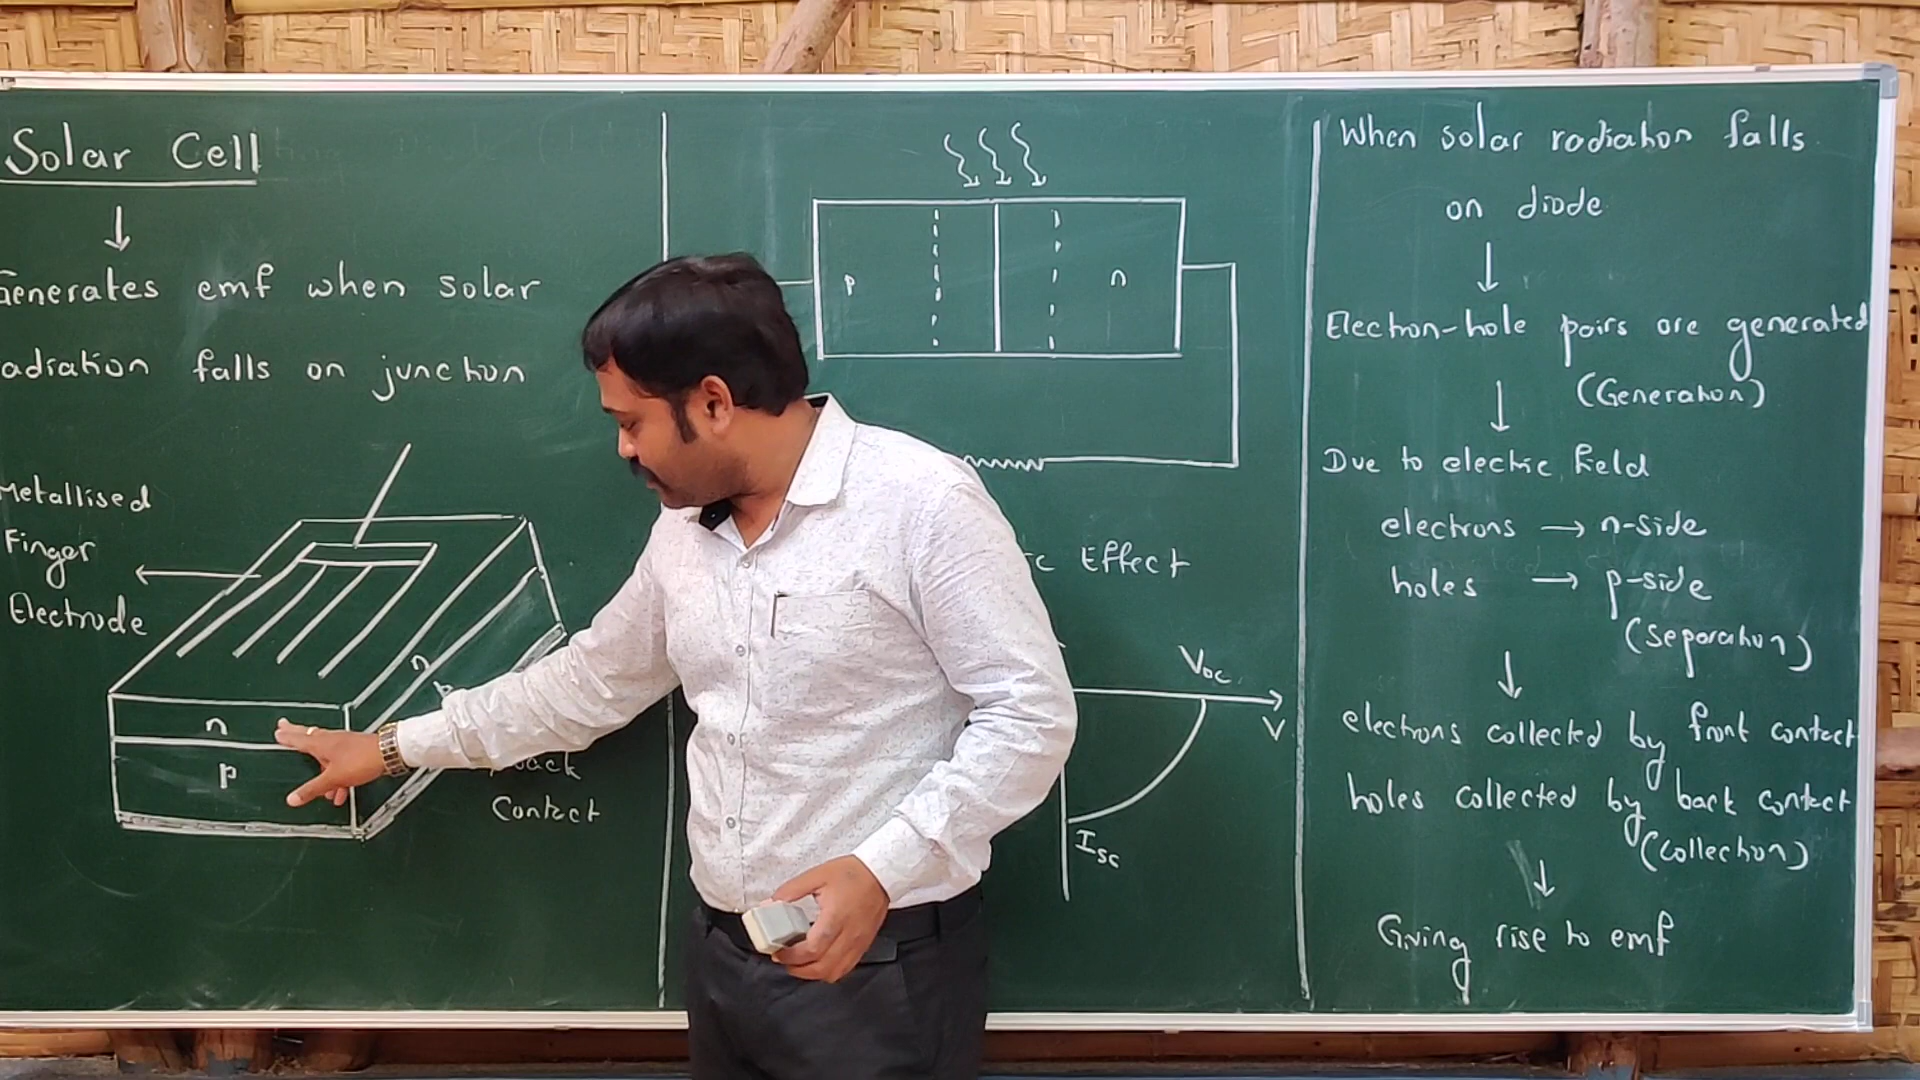 Solar Cell
Generates emf when solar
radiation falls on junction
Metallised
Finger
Electrode
n
p
n
Contact
p
n
Effect
Voc
V
Isc
When solar radiation falls
on diode
Electron-hole pairs are generated
(Generation)
Due to electric field
electrons → n-side
holes → p-side
(separation)
electrons collected by front contact
holes collected by back contact
(collection)
Giving rise to emf